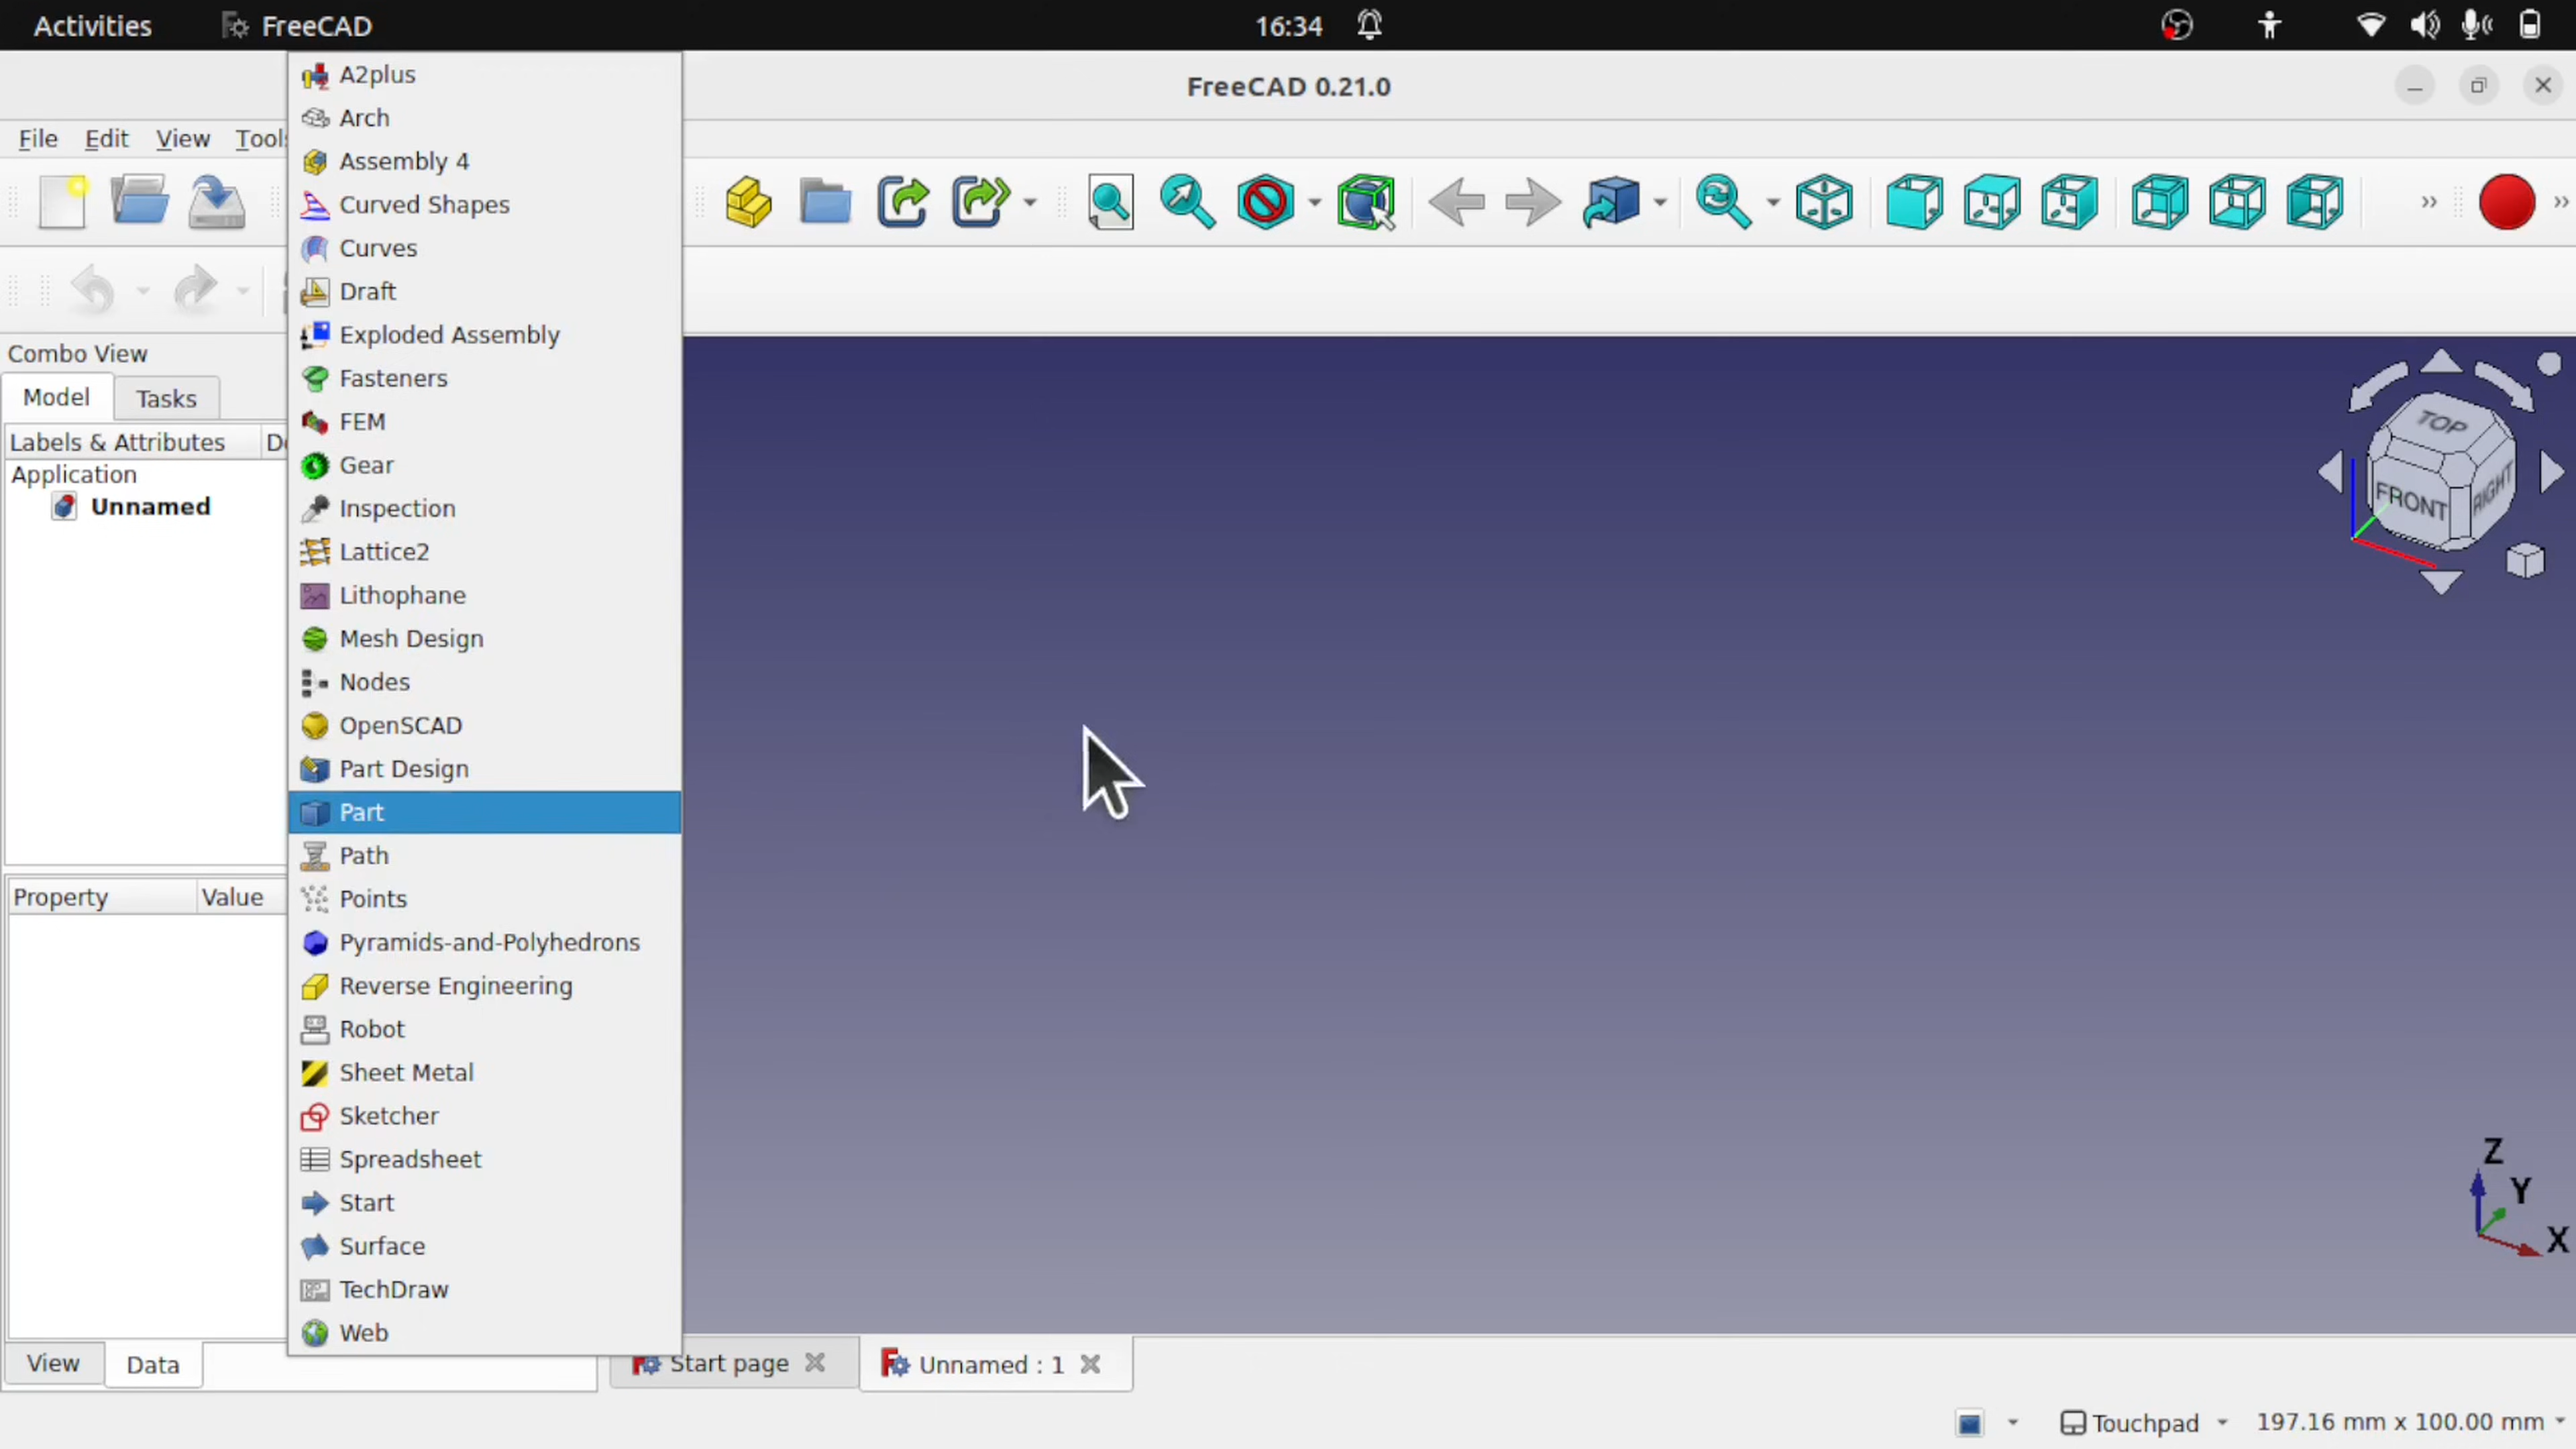 Activities FreeCAD 16:34
FreeCAD 0.21.0
File Edit View Tools
A2plus
Arch
Assembly 4
Curved Shapes
Curves
Draft
Exploded Assembly
Fasteners
FEM
Gear
Inspection
Lattice2
Lithophane
Mesh Design
Nodes
OpenSCAD
Part Design
Part
Path
Points
Pyramids-and-Polyhedrons
Reverse Engineering
Robot
Sheet Metal
Sketcher
Spreadsheet
Start
Surface
TechDraw
Web
Combo View
Model Tasks
Labels & Attributes
Application
Unnamed
Property Value
View Data
TOP
FRONT RIGHT
Z
Y
X
Start page Unnamed : 1
Touchpad 197.16 mm x 100.00 mm